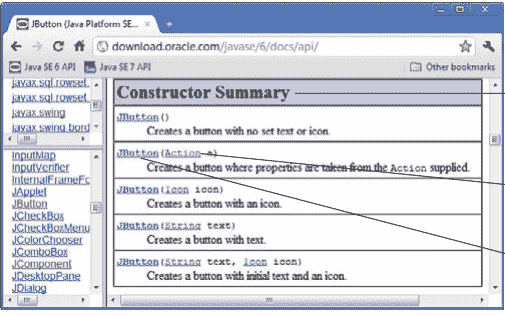 JButton (Java Platform SE...
download.oracle.com/javase/6/docs/api/
Java SE 6 API
Java SE 7 API
Other bookmarks
javax.sql.rowset.
javax.sql.rowset.
javax.swing
javax.swing.bord
InputMap
InputVerifier
InternalFrameFo
JApplet
JButton
JCheckBox
JCheckBoxMenu
JColorChooser
JComboBox
JComponent
JDesktopPane
JDialog
Constructor Summary
JButton()
Creates a button with no set text or icon.
JButton(Action a)
Creates a button where properties are taken from the Action supplied.
JButton(Icon icon)
Creates a button with an icon.
JButton(String text)
Creates a button with text.
JButton(String text, Icon icon)
Creates a button with initial text and an icon.